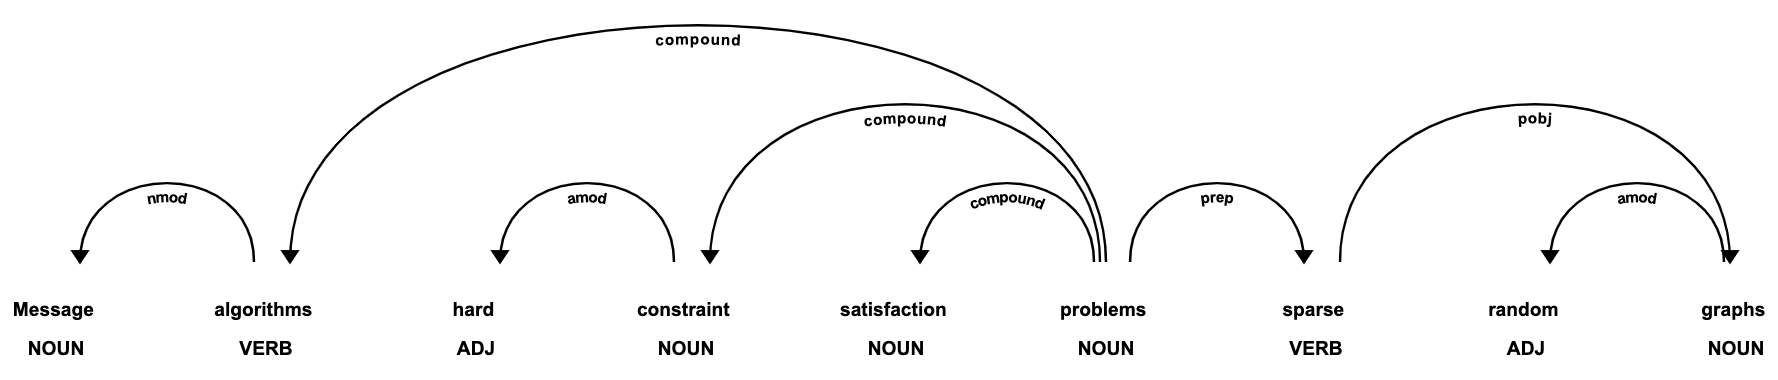 compound
compound
pobj
nmod
amod
compound
prep
amod
Message algorithms hard constraint satisfaction problems sparse random graphs
NOUN VERB ADJ NOUN NOUN NOUN VERB ADJ NOUN